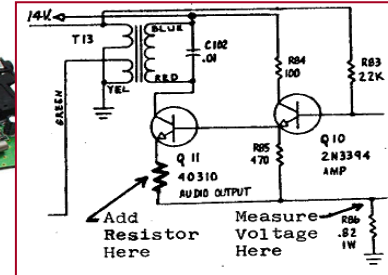 14V.
BLUE
T13
C102
.01
R84
100
R83
22K
RED
YEL
GREEN
R85
470
Q10
2N3394
AMP
Q11
40310
AUDIO OUTPUT
Add
Resistor
Here
Measure
Voltage
Here
R86
.82
1W